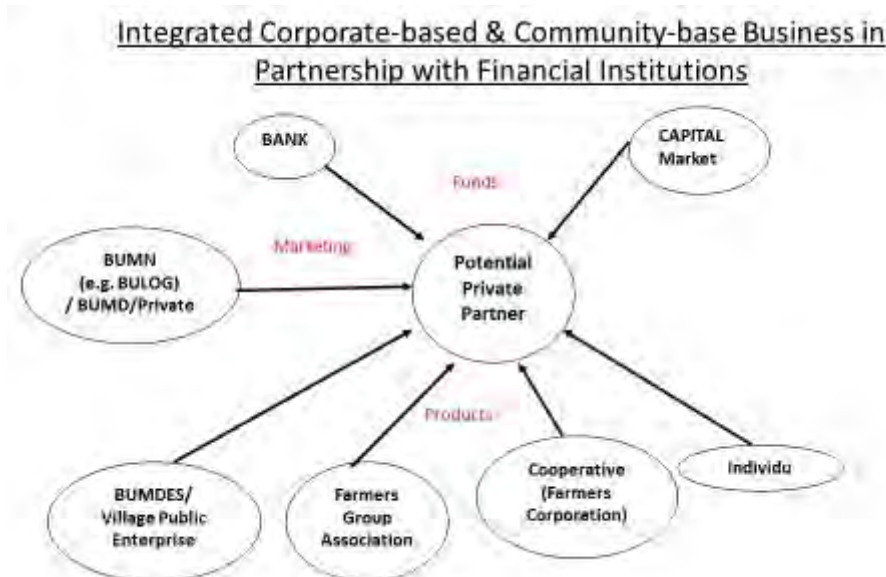 Integrated Corporate-based & Community-base Business in
Partnership with Financial Institutions
BANK
CAPITAL
Market
Funds
Marketing
BUMN
(e.g. BULOG)
/ BUMD/Private
Potential
Private
Partner
Products
BUMDES/
Village Public
Enterprise
Farmers
Group
Association
Cooperative
(Farmers
Corporation)
Individu